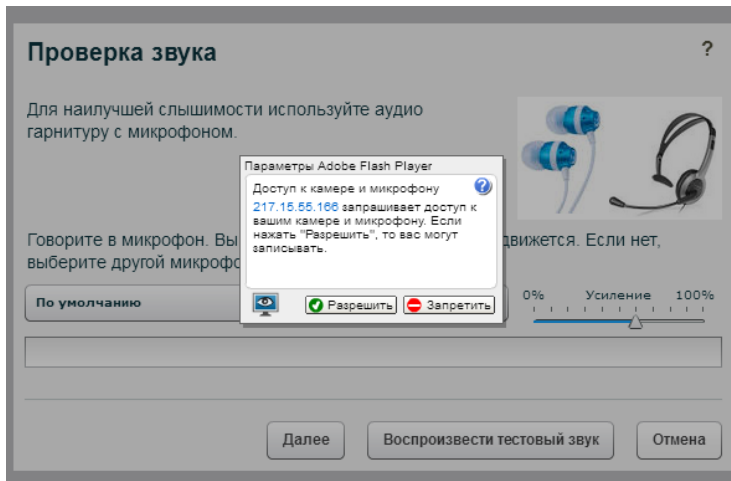 Проверка звука
?
Для наилучшей слышимости используйте аудио
гарнитуру с микрофоном.
Параметры Adobe Flash Player
Доступ к камере и микрофону
217.15.55.166 запрашивает доступ к
вашим камере и микрофону. Если
нажать "Разрешить", то вас могут
записывать.
Разрешить
Запретить
Говорите в микрофон. Вы
движется. Если нет,
выберите другой микрофо
По умолчанию
0% Усиление 100%
Далее
Воспроизвести тестовый звук
Отмена